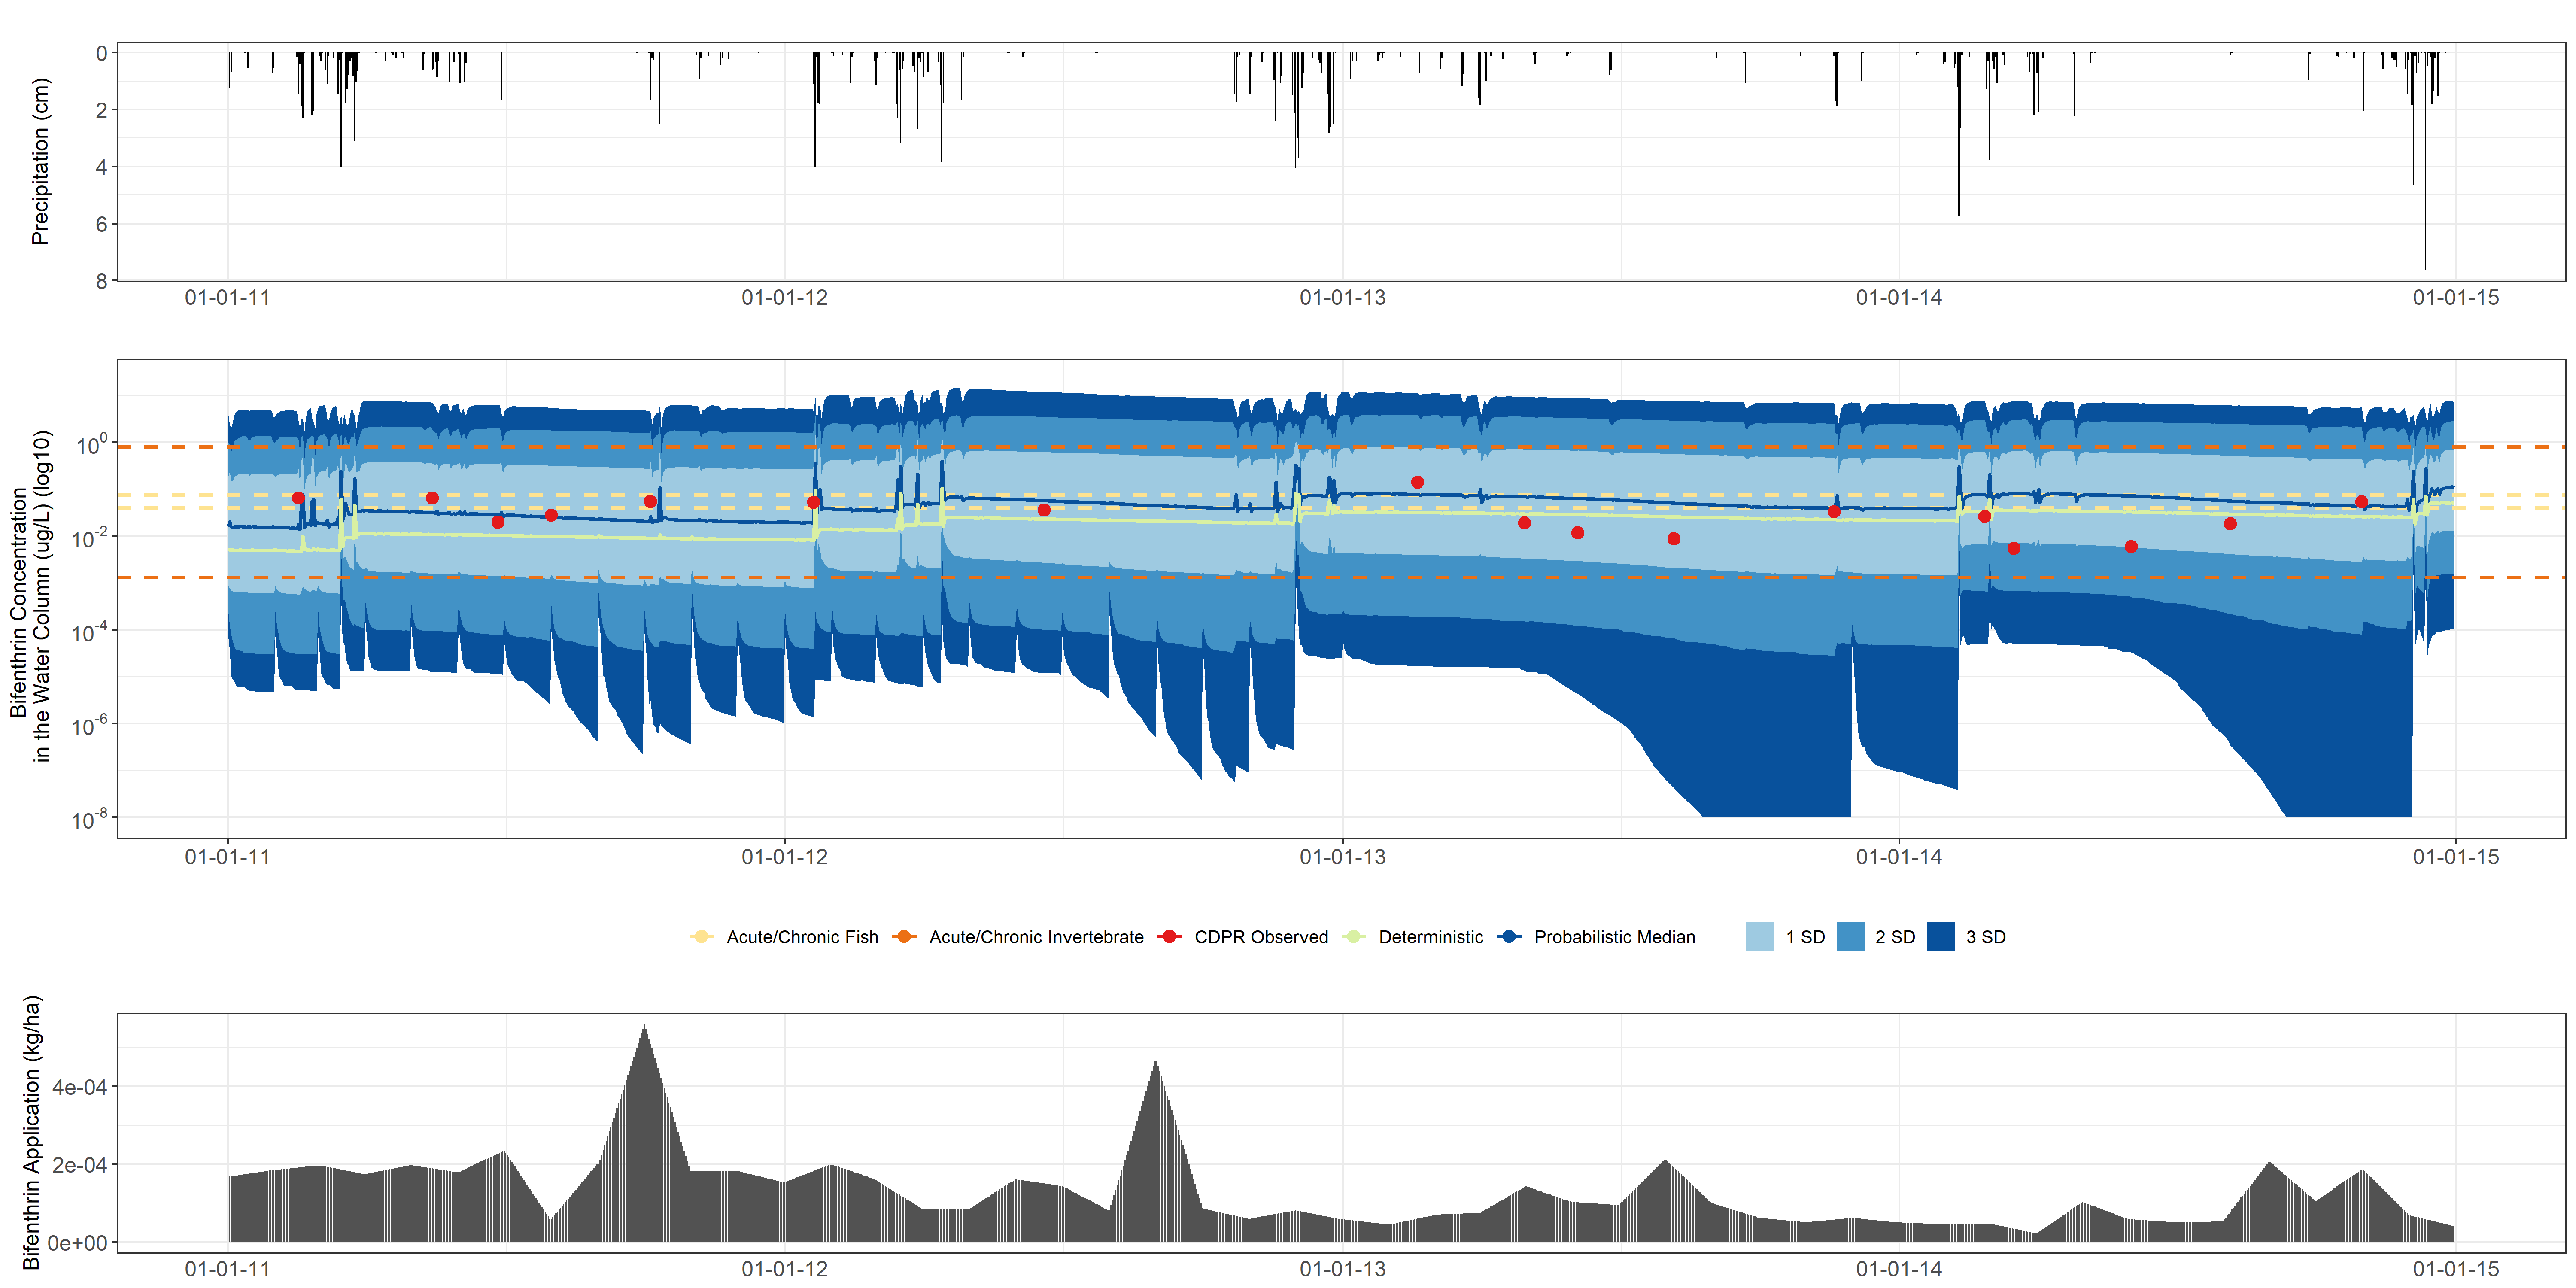 Precipitation (cm)
0
2
4
6
8
01-01-11 01-01-12 01-01-13 01-01-14 01-01-15
Bifenthrin Concentration
in the Water Column (ug/L) (log10)
10^0
10^-2
10^-4
10^-6
10^-8
01-01-11 01-01-12 01-01-13 01-01-14 01-01-15
Acute/Chronic Fish Acute/Chronic Invertebrate CDPR Observed Deterministic Probabilistic Median 1 SD 2 SD 3 SD
Bifenthrin Application (kg/ha)
4e-04
2e-04
0e+00
01-01-11 01-01-12 01-01-13 01-01-14 01-01-15